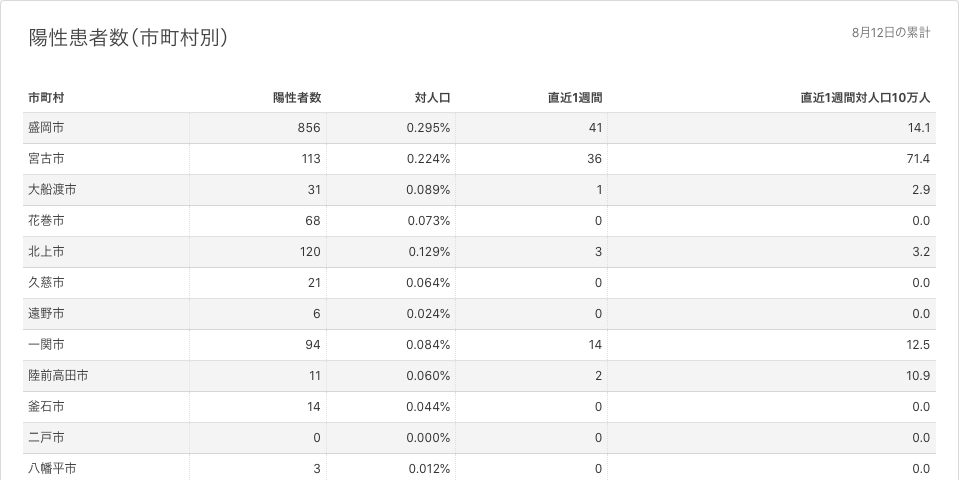 陽性患者数（市町村別）
8月12日の累計
市町村 陽性者数 対人口 直近1週間 直近1週間対人口10万人
盛岡市 856 0.295% 41 14.1
宮古市 113 0.224% 36 71.4
大船渡市 31 0.089% 1 2.9
花巻市 68 0.073% 0 0.0
北上市 120 0.129% 3 3.2
久慈市 21 0.064% 0 0.0
遠野市 6 0.024% 0 0.0
一関市 94 0.084% 14 12.5
陸前高田市 11 0.060% 2 10.9
釜石市 14 0.044% 0 0.0
二戸市 0 0.000% 0 0.0
八幡平市 3 0.012% 0 0.0